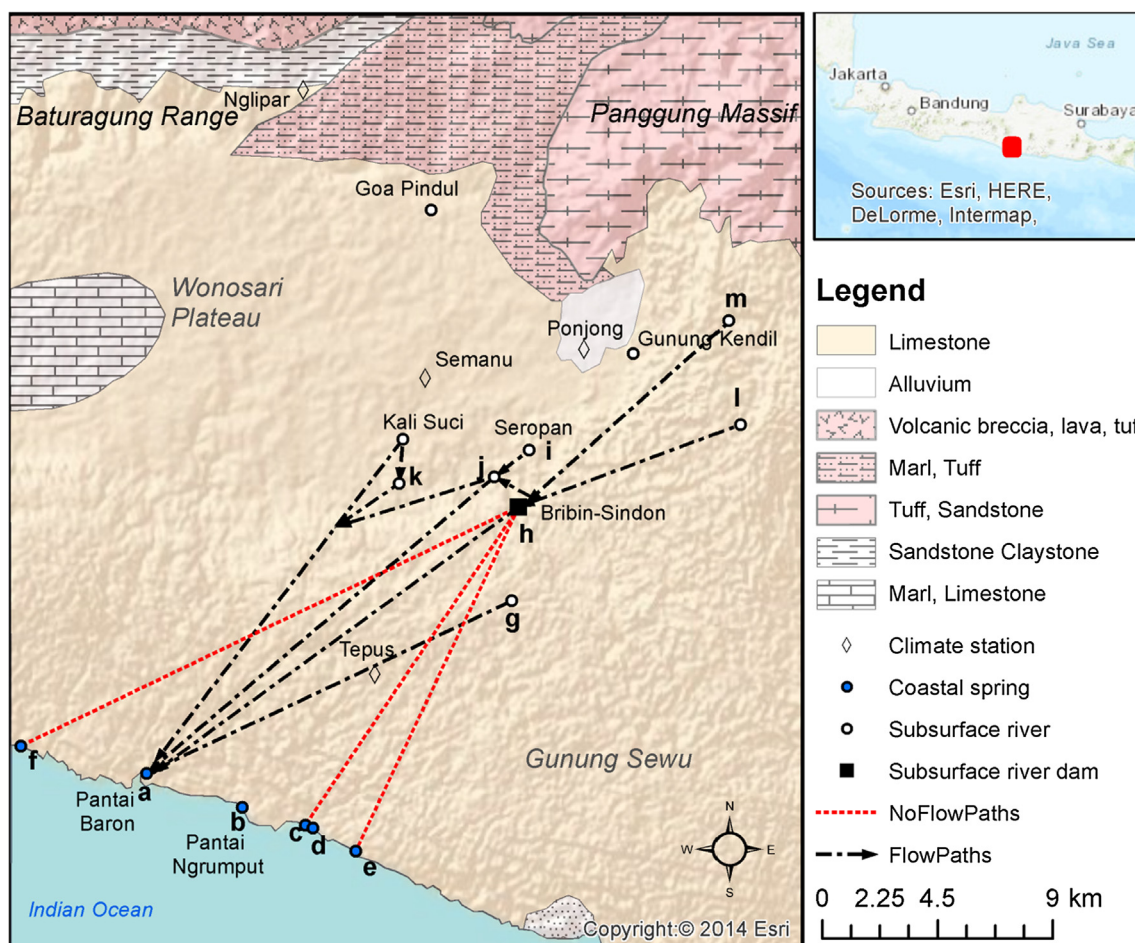 Nglipar
Baturagung Range
Panggung Massif
Goa Pindul
Wonosari
Plateau
m
Ponjong
Gunung Kendil
Semanu
l
Kali Suci
Seropan
i
j
k
Bribin-Sindon
h
g
Tepus
f
Gunung Sewu
a
Pantai
Baron
b
c
d
Pantai
Ngrumput
e
N
W
E
S
Indian Ocean
Copyright:© 2014 Esri
Java Sea
Jakarta
Bandung
Surabaya
Sources: Esri, HERE,
DeLorme, Intermap,
Legend
Limestone
Alluvium
Volcanic breccia, lava, tuf
Marl, Tuff
Tuff, Sandstone
Sandstone Claystone
Marl, Limestone
Climate station
Coastal spring
Subsurface river
Subsurface river dam
NoFlowPaths
FlowPaths
0 2.25 4.5 9 km